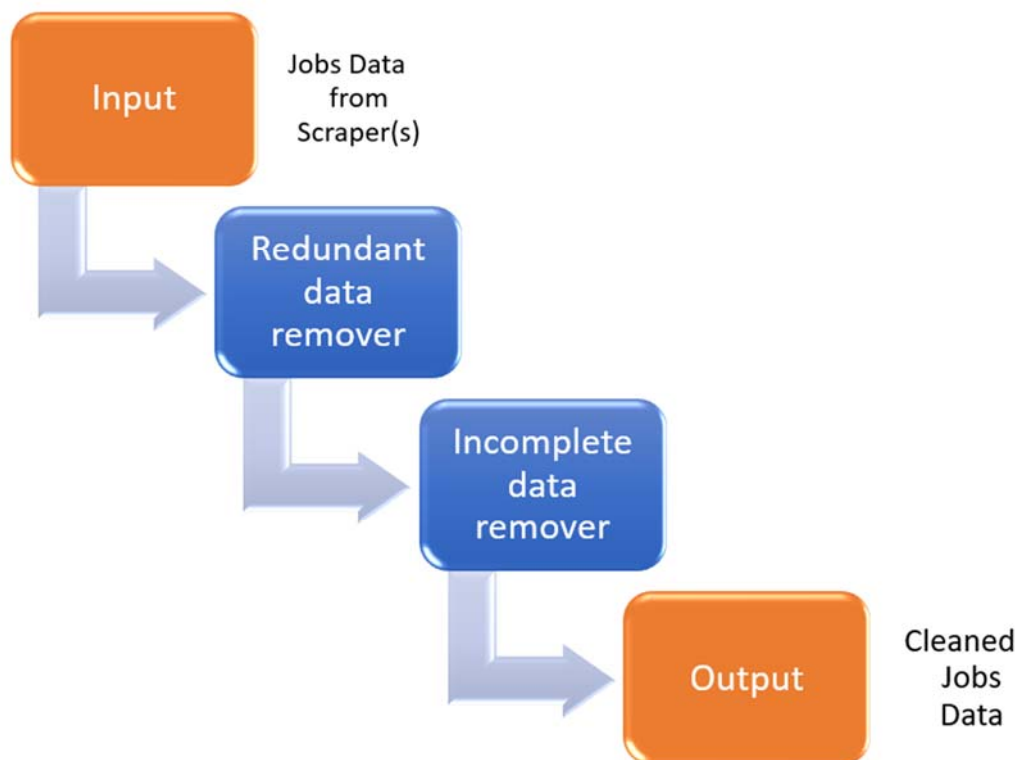 Input
Jobs Data
from
Scraper(s)
Redundant
data
remover
Incomplete
data
remover
Output
Cleaned
Jobs
Data